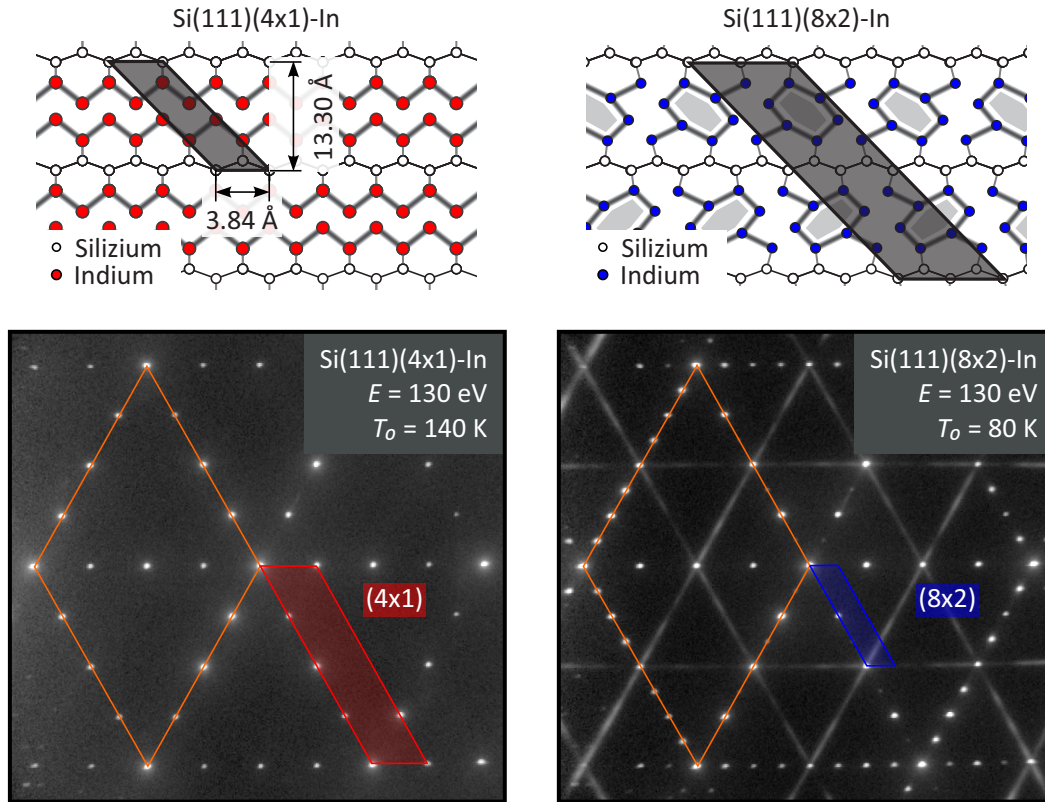 Si(111)(4x1)-In
13.30 Å
3.84 Å
Silizium
Indium
Si(111)(8x2)-In
Silizium
Indium
Si(111)(4x1)-In
E = 130 eV
To = 140 K
(4x1)
Si(111)(8x2)-In
E = 130 eV
To = 80 K
(8x2)